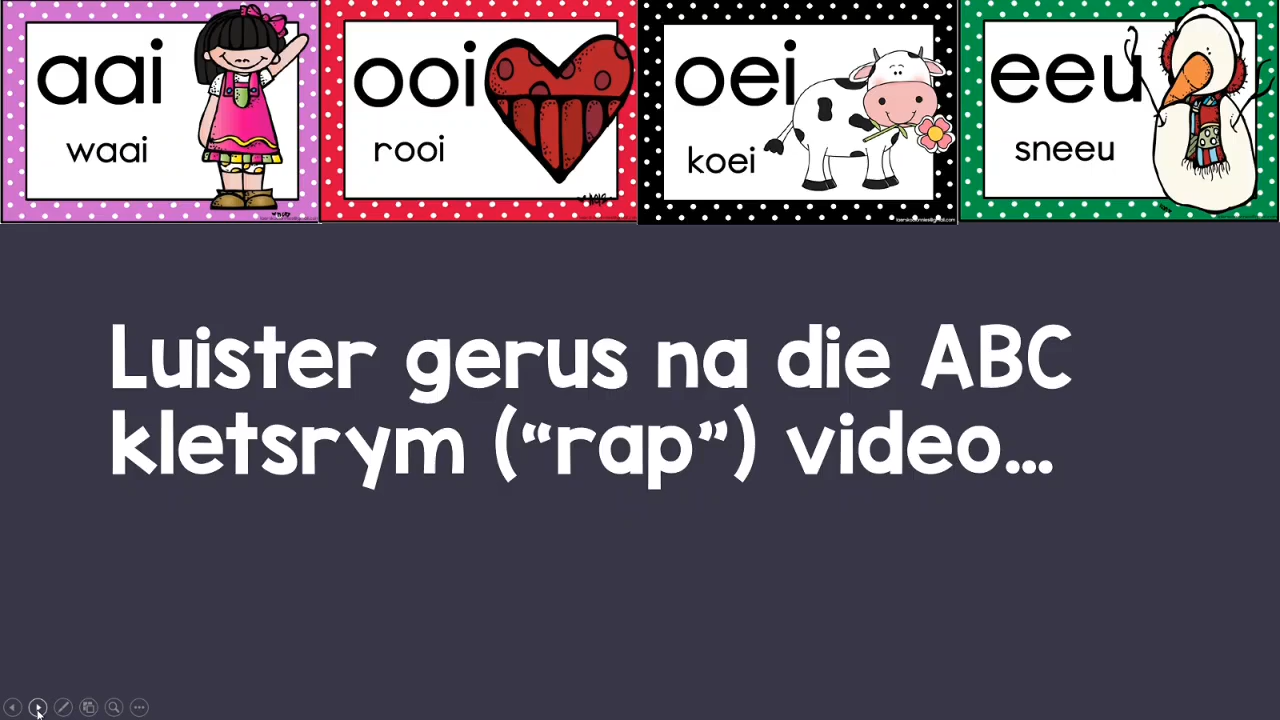 aai
waai
ooi
rooi
oei
koei
eeu
sneeu
Luister gerus na die ABC
kletsrym (“rap”) video...